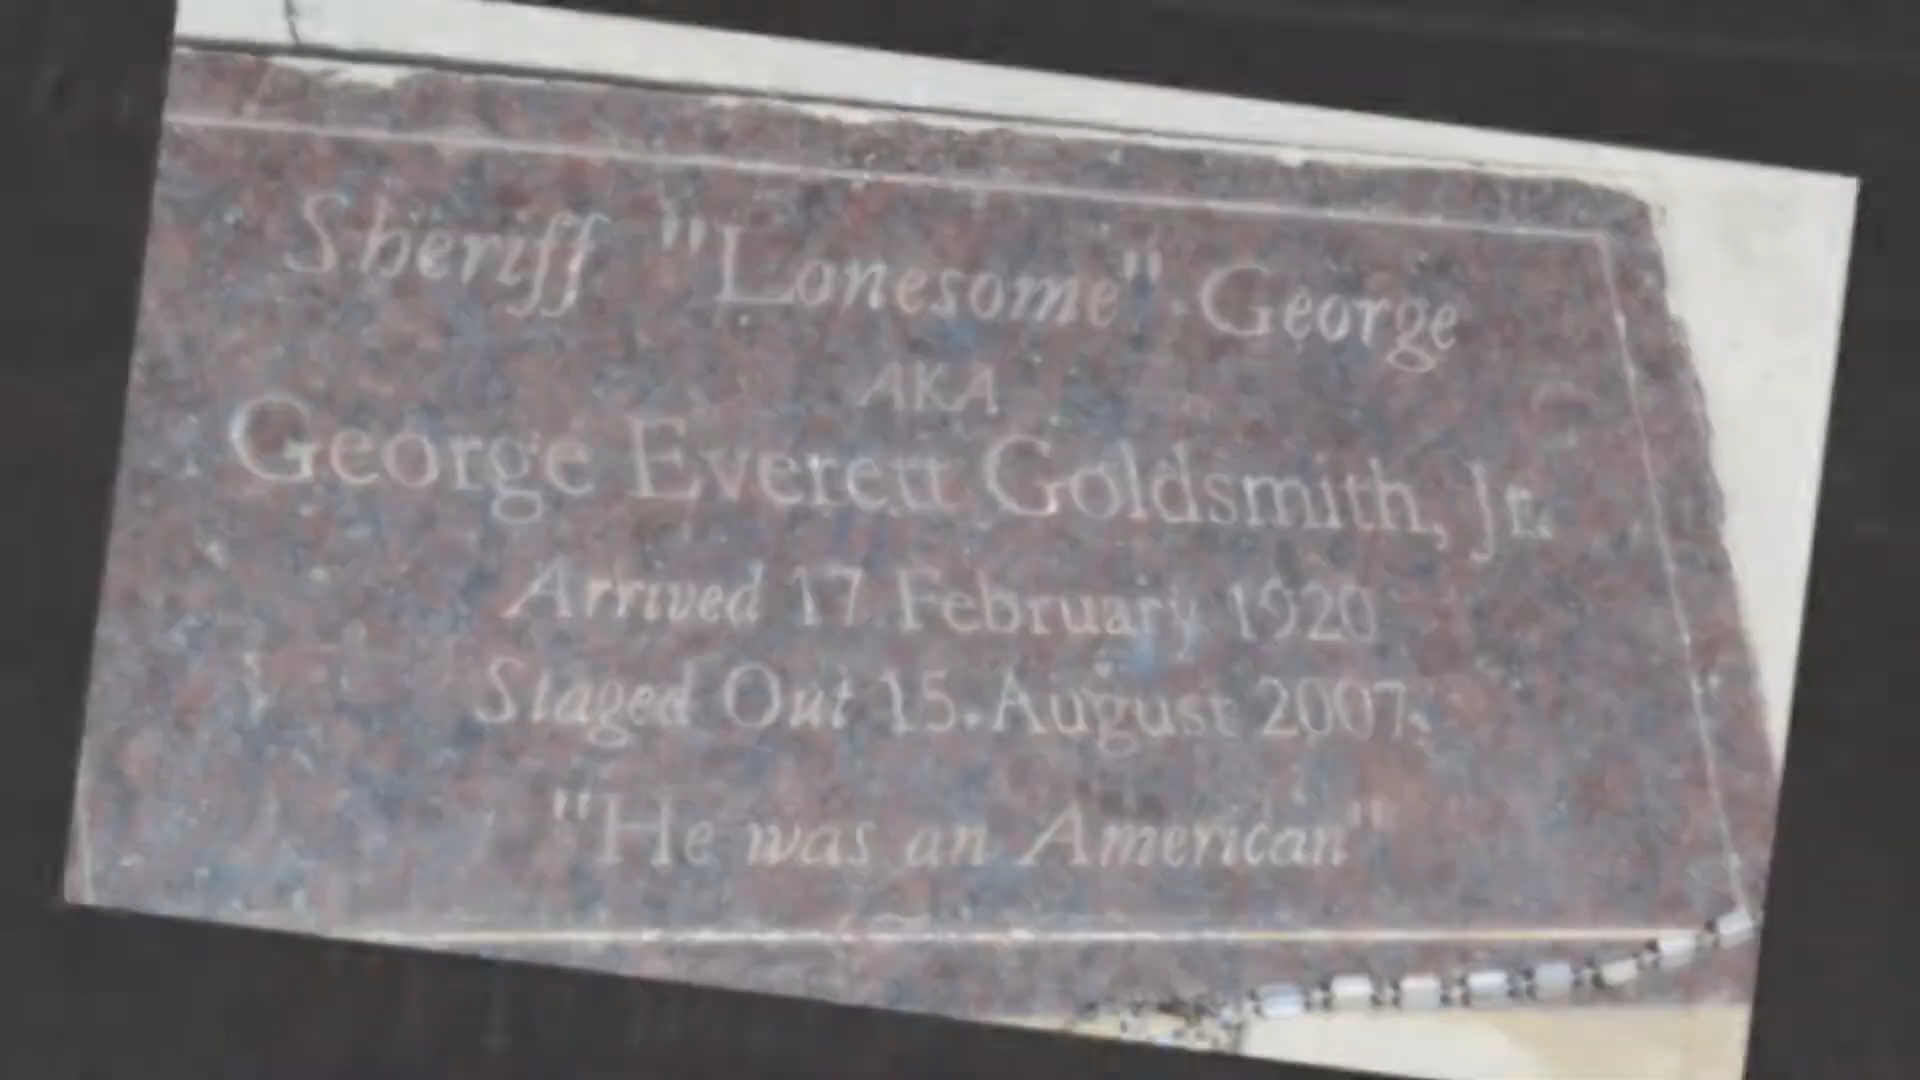 Sheriff "Lonesome" George
AKA
George Everett Goldsmith, Jr.
Arrived 17 February 1920
Staged Out 15 August 2007
"He was an American"